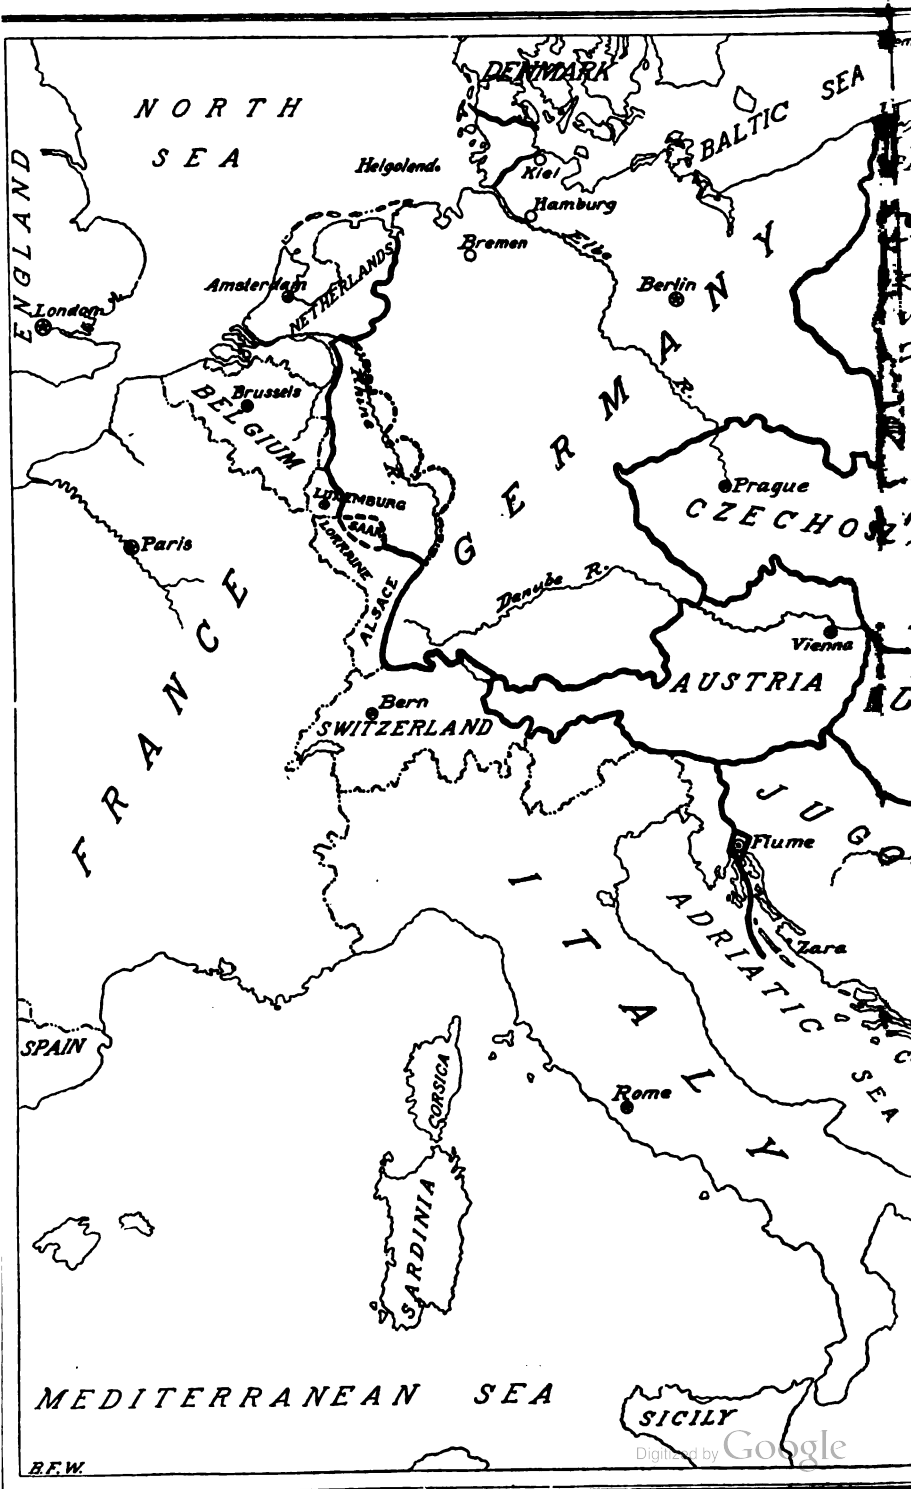 DENMARK
NORTH
SEA
BALTIC SEA
ENGLAND
Helgoland.
Kiel
Hamburg
Bremen
Elbe
R.
Amsterdam
NETHERLANDS
Berlin
London
GERMANY
BELGIUM
Brussels
Rhine
R.
Prague
CZECHOS
LUXEMBURG
SAAR
LORRAINE
ALSACE
Paris
FRANCE
Danube R.
Vienna
AUSTRIA
Bern
SWITZERLAND
JUGO
Fiume
ITALY
ADRIATIC
SEA
Zara
SPAIN
CORSICA
Rome
SARDINIA
MEDITERRANEAN SEA
SICILY
Digitized by Google
B.F.W.